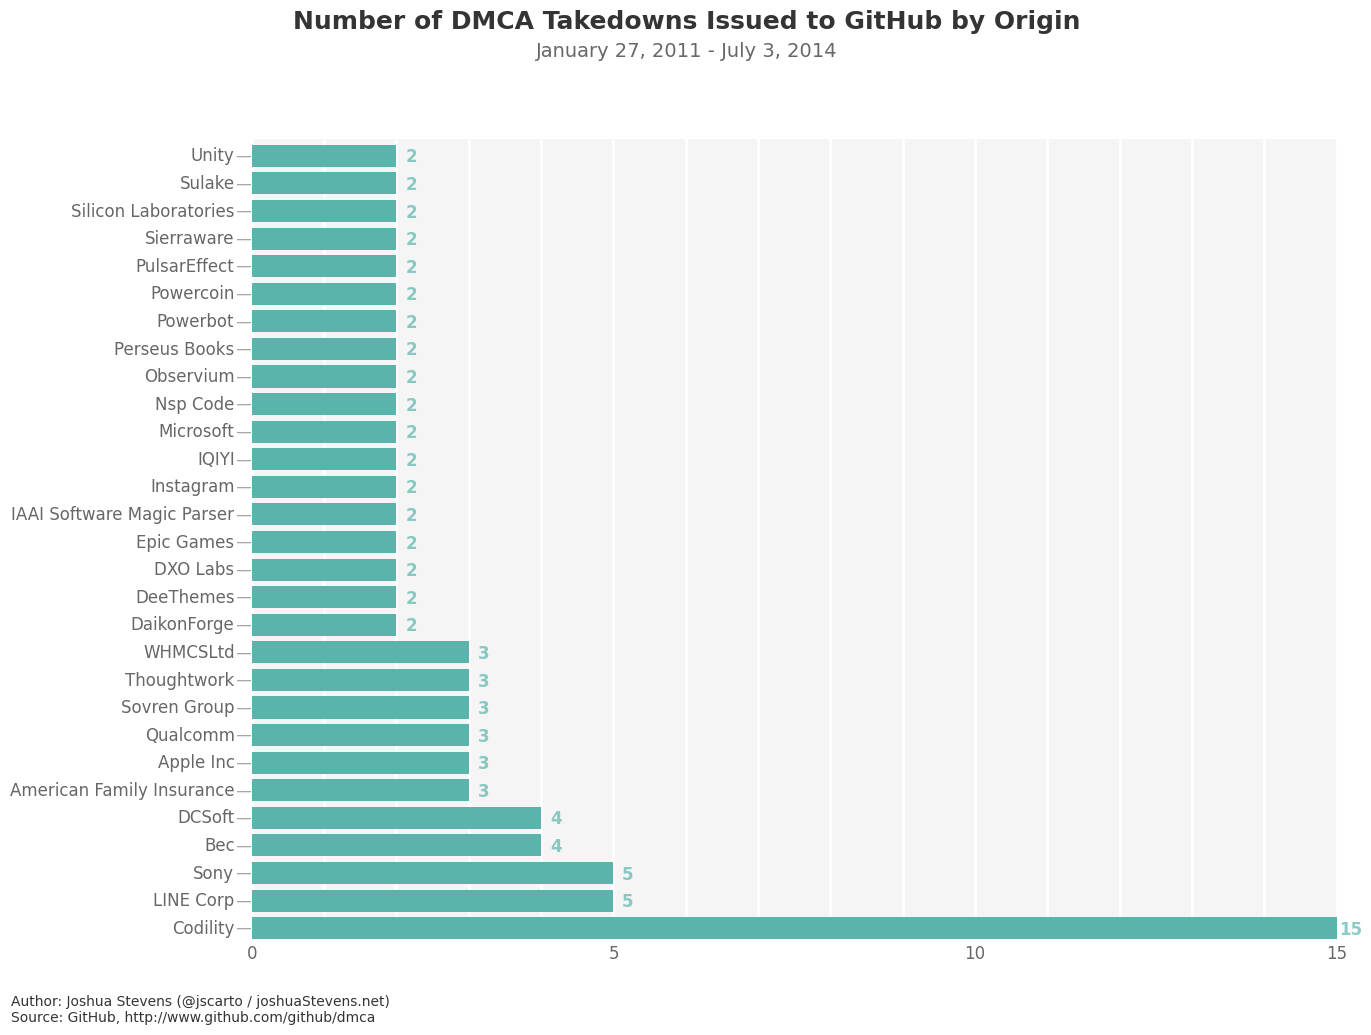 Number of DMCA Takedowns Issued to GitHub by Origin
January 27, 2011 - July 3, 2014
Unity 2
Sulake 2
Silicon Laboratories 2
Sierraware 2
PulsarEffect 2
Powercoin 2
Powerbot 2
Perseus Books 2
Observium 2
Nsp Code 2
Microsoft 2
IQIYI 2
Instagram 2
IAAI Software Magic Parser 2
Epic Games 2
DXO Labs 2
DeeThemes 2
DaikonForge 2
WHMCSLtd 3
Thoughtwork 3
Sovren Group 3
Qualcomm 3
Apple Inc 3
American Family Insurance 3
DCSoft 4
Bec 4
Sony 5
LINE Corp 5
Codility 15
0 5 10 15
Author: Joshua Stevens (@jscarto / joshuaStevens.net)
Source: GitHub, http://www.github.com/github/dmca